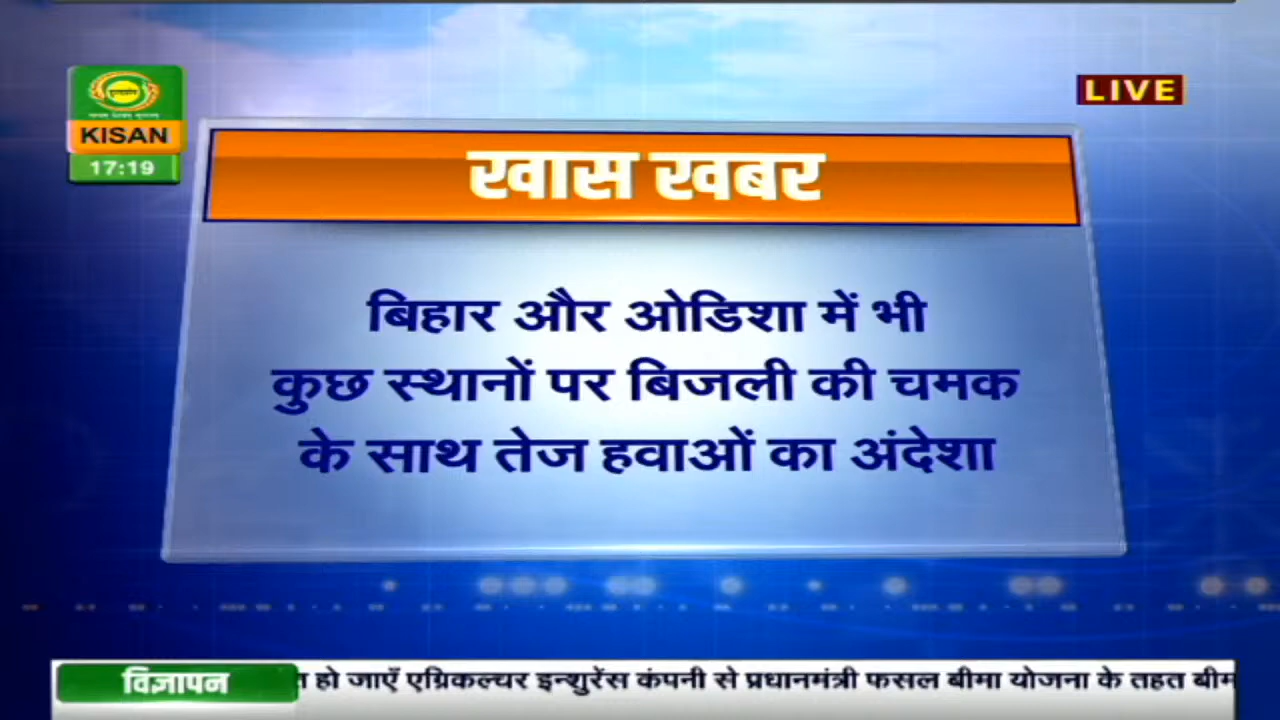 KISAN
17:19
LIVE
खास खबर
बिहार और ओडिशा में भी
कुछ स्थानों पर बिजली की चमक
के साथ तेज हवाओं का अंदेशा
विज्ञापन
हो जाएँ एग्रिकल्चर इन्शुरेंस कंपनी से प्रधानमंत्री फसल बीमा योजना के तहत